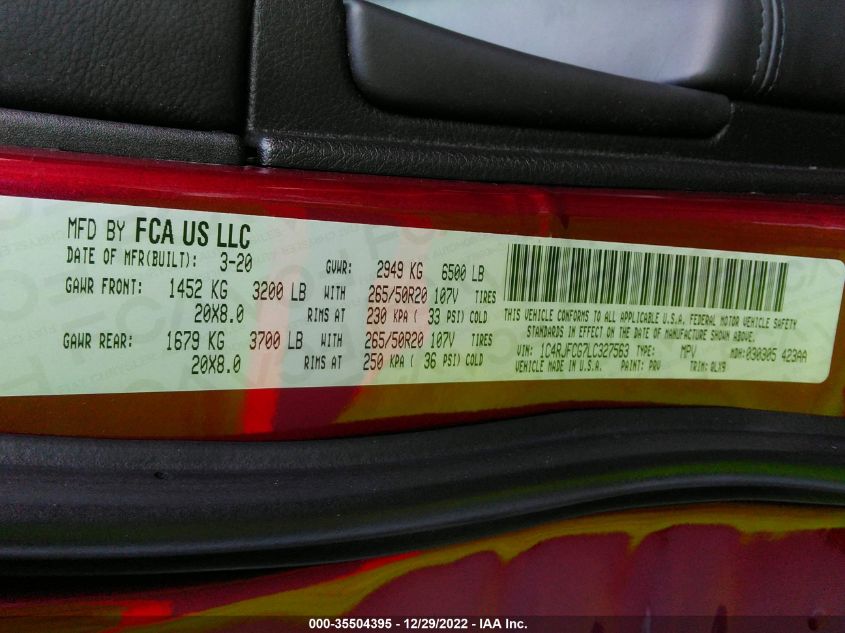 MFD BY FCA US LLC
DATE OF MFR(BUILT): 3-20 GVWR: 2949 KG 6500 LB
GAWR FRONT: 1452 KG 3200 LB WITH 265/50R20 107V TIRES
20X8.0 RIMS AT 230 KPA ( 33 PSI) COLD
GAWR REAR: 1679 KG 3700 LB WITH 265/50R20 107V TIRES
20X8.0 RIMS AT 250 KPA ( 36 PSI) COLD
THIS VEHICLE CONFORMS TO ALL APPLICABLE U.S.A. FEDERAL MOTOR VEHICLE SAFETY
STANDARDS IN EFFECT ON THE DATE OF MANUFACTURE SHOWN ABOVE.
VIN: 1C4RJFCG7LC327563 TYPE: MPV MDH: 030305 423AA
VEHICLE MADE IN U.S.A. PAINT: PRV TRIM: QLX9
000-35504395 - 12/29/2022 - IAA Inc.